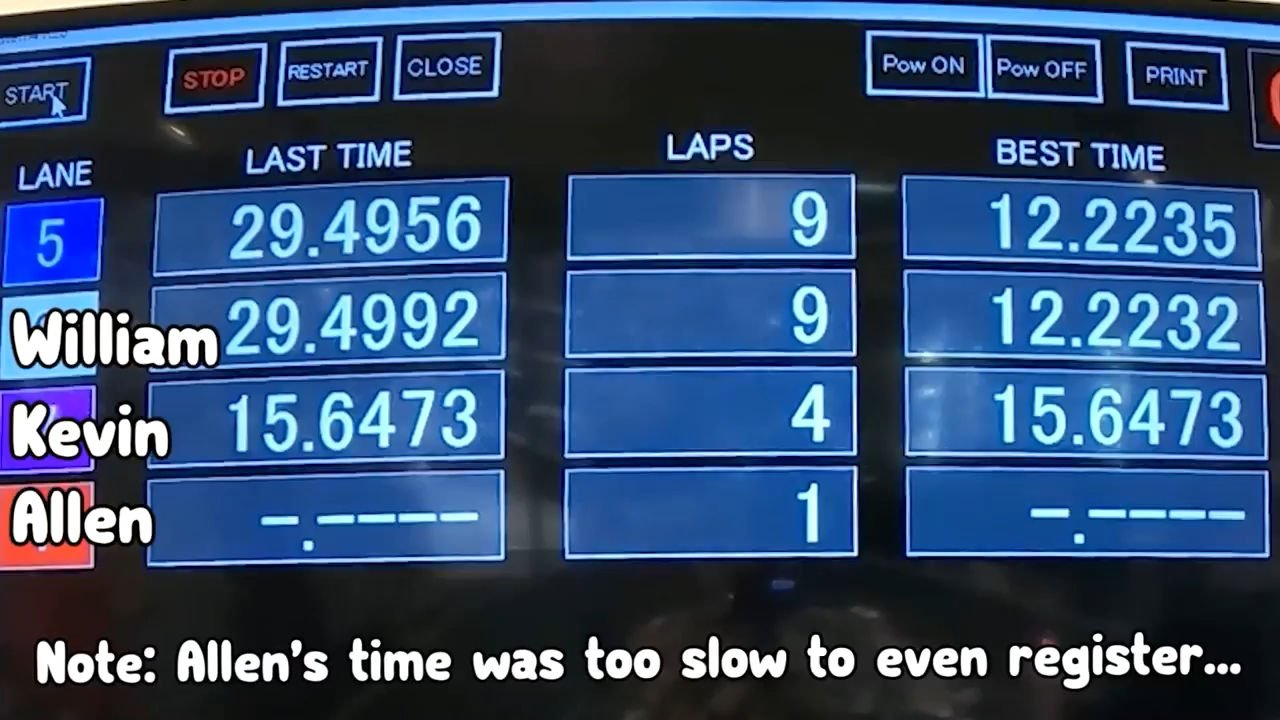 START STOP RESTART CLOSE Pow ON Pow OFF PRINT
LANE LAST TIME LAPS BEST TIME
5 29.4956 9 12.2235
William 29.4992 9 12.2232
Kevin 15.6473 4 15.6473
Allen -.---- 1 -.----
Note: Allen's time was too slow to even register...